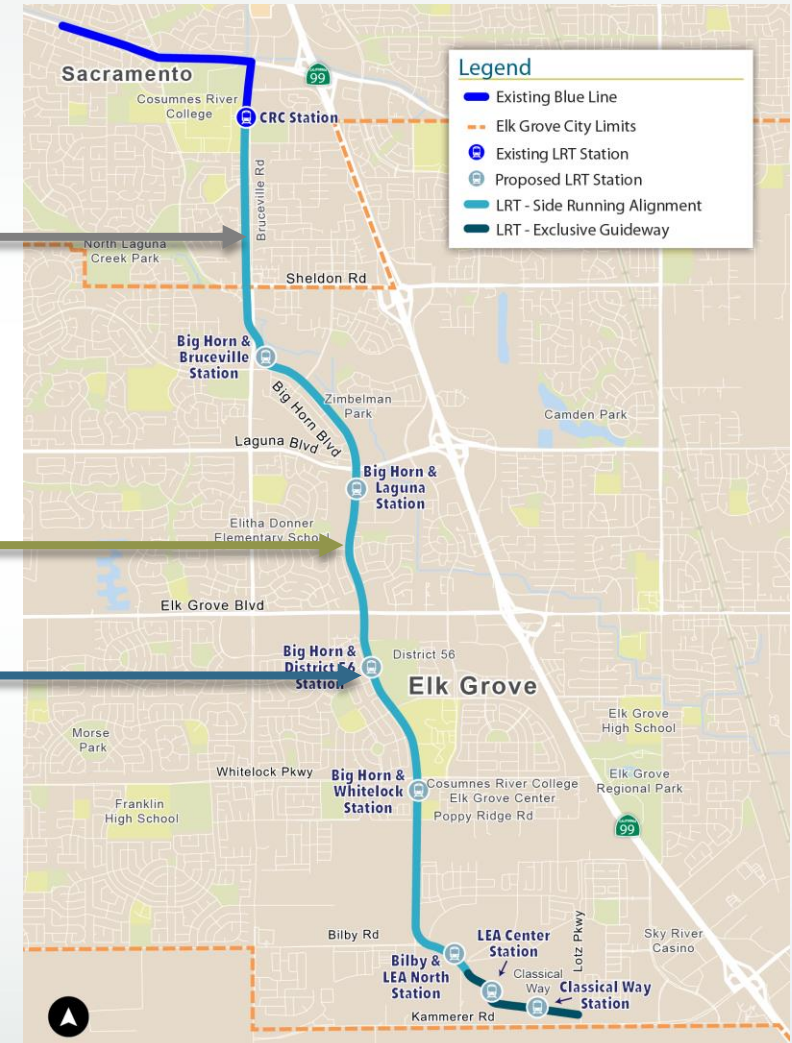 Legend
Existing Blue Line
Elk Grove City Limits
Existing LRT Station
Proposed LRT Station
LRT - Side Running Alignment
LRT - Exclusive Guideway
99
Sacramento
Cosumnes River
College
CRC Station
Bruceville Rd
North Laguna
Creek Park
Sheldon Rd
Big Horn &
Bruceville
Station
Big Horn Blvd
Zimbelman
Park
Camden Park
Laguna Blvd
Big Horn &
Laguna
Station
Elitha Donner
Elementary School
Elk Grove Blvd
Big Horn &
District 56
Station
District 56
Elk Grove
Elk Grove
High School
Morse
Park
Whitelock Pkwy
Big Horn &
Whitelock
Station
Cosumnes River College
Elk Grove Center
Poppy Ridge Rd
Elk Grove
Regional Park
Franklin
High School
99
Bilby Rd
LEA Center
Station
Lotz Pkwy
Sky River
Casino
Bilby &
LEA North
Station
Classical
Way
Classical Way
Station
Kammerer Rd